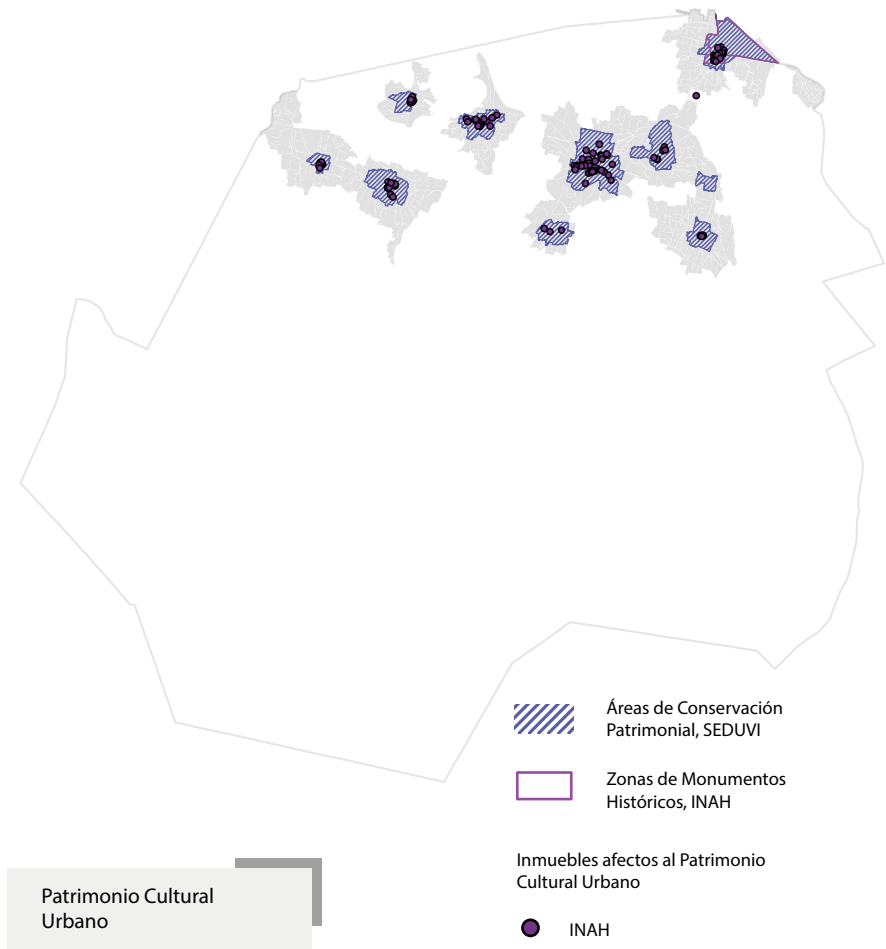 Áreas de Conservación
Patrimonial, SEDUVI
Zonas de Monumentos
Históricos, INAH
Inmuebles afectos al Patrimonio
Cultural Urbano
INAH
Patrimonio Cultural
Urbano